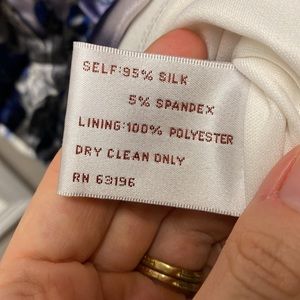 SELF:95% SILK
5% SPANDEX
LINING:100% POLYESTER
DRY CLEAN ONLY
RN 63196